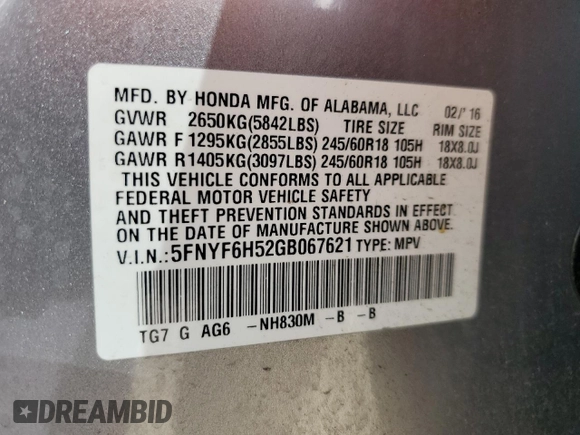 MFD. BY HONDA MFG. OF ALABAMA, LLC 02/'16
GVWR 2650KG(5842LBS) TIRE SIZE RIM SIZE
GAWR F 1295KG(2855LBS) 245/60R18 105H 18X8.0J
GAWR R 1405KG(3097LBS) 245/60R18 105H 18X8.0J
THIS VEHICLE CONFORMS TO ALL APPLICABLE
FEDERAL MOTOR VEHICLE SAFETY
AND THEFT PREVENTION STANDARDS IN EFFECT
ON THE DATE OF MANUFACTURE SHOWN ABOVE.
V.I.N.:5FNYF6H52GB067621 TYPE: MPV
TG7 G AG6 -NH830M -B -B
DREAMBID